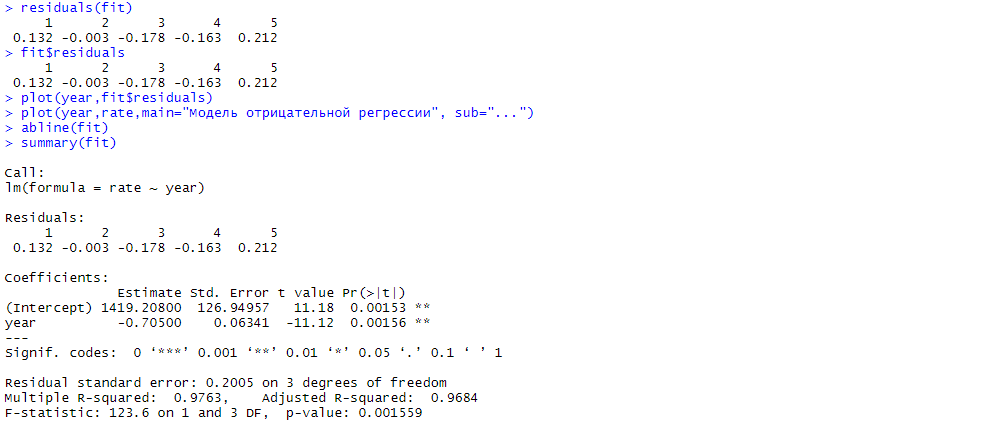 > residuals(fit)
     1      2      3      4      5
 0.132 -0.003 -0.178 -0.163  0.212
> fit$residuals
     1      2      3      4      5
 0.132 -0.003 -0.178 -0.163  0.212
> plot(year,fit$residuals)
> plot(year,rate,main="Модель отрицательной регрессии", sub="...")
> abline(fit)
> summary(fit)
Call:
lm(formula = rate ~ year)
Residuals:
     1      2      3      4      5
 0.132 -0.003 -0.178 -0.163  0.212
Coefficients:
              Estimate Std. Error t value Pr(>|t|)
(Intercept) 1419.20800  126.94957   11.18  0.00153 **
year          -0.70500    0.06341  -11.12  0.00156 **
---
Signif. codes:  0 ‘***’ 0.001 ‘**’ 0.01 ‘*’ 0.05 ‘.’ 0.1 ‘ ’ 1
Residual standard error: 0.2005 on 3 degrees of freedom
Multiple R-squared:  0.9763,    Adjusted R-squared:  0.9684
F-statistic: 123.6 on 1 and 3 DF,  p-value: 0.001559